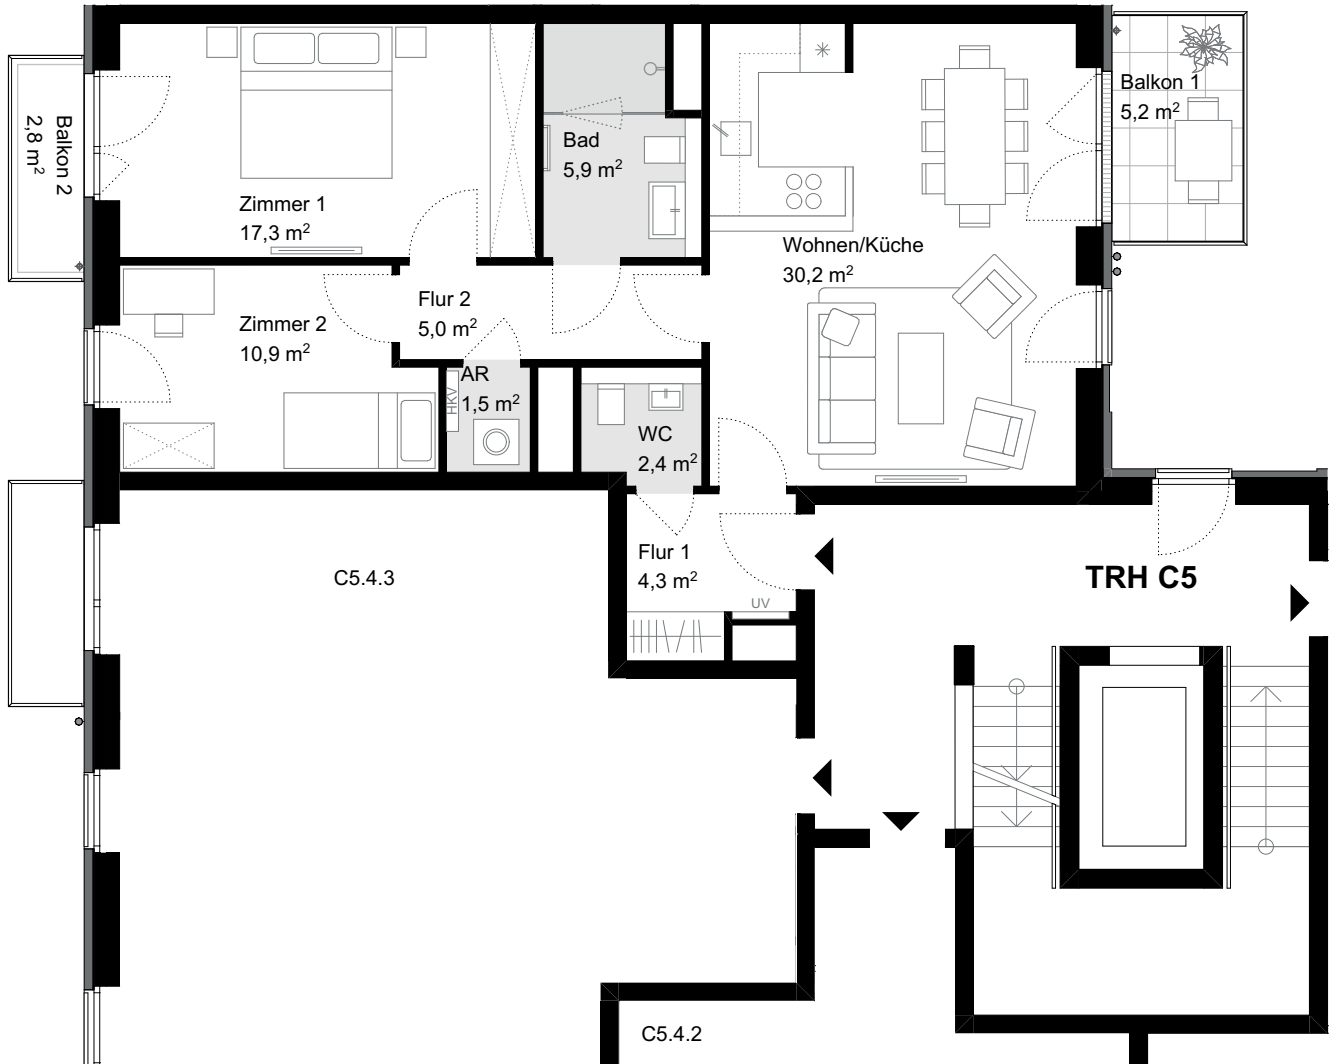 Balkon 1
5,2 m²
Balkon 2
2,8 m²
Bad
5,9 m²
Zimmer 1
17,3 m²
Wohnen/Küche
30,2 m²
Flur 2
5,0 m²
Zimmer 2
10,9 m²
AR
1,5 m²
HKV
WC
2,4 m²
Flur 1
4,3 m²
UV
C5.4.3
TRH C5
C5.4.2